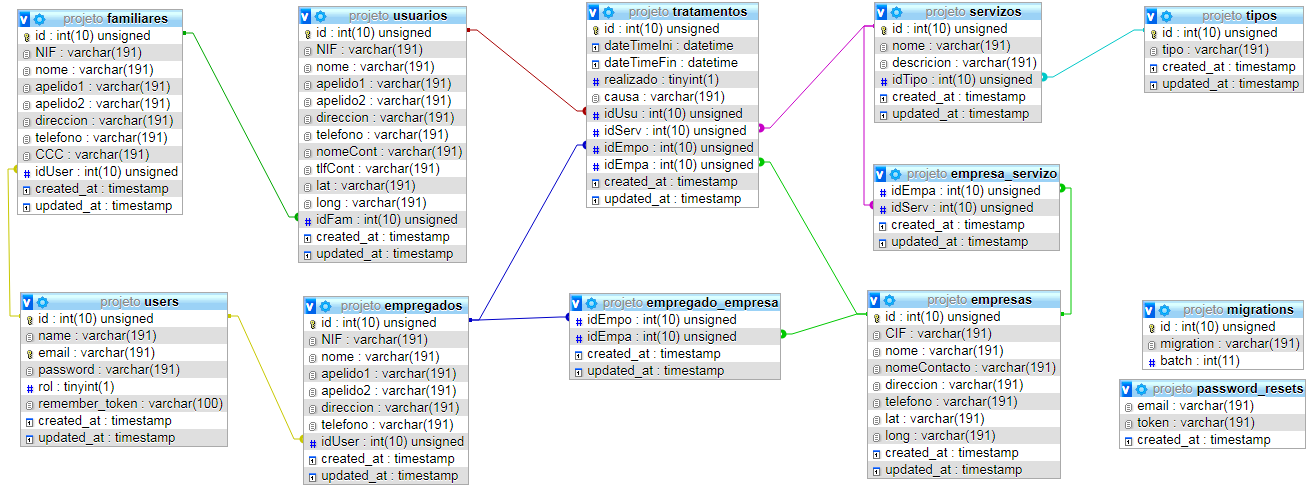 projeto familiares
id : int(10) unsigned
NIF : varchar(191)
nome : varchar(191)
apelido1 : varchar(191)
apelido2 : varchar(191)
direccion : varchar(191)
telefono : varchar(191)
CCC : varchar(191)
idUser : int(10) unsigned
created_at : timestamp
updated_at : timestamp
projeto usuarios
id : int(10) unsigned
NIF : varchar(191)
nome : varchar(191)
apelido1 : varchar(191)
apelido2 : varchar(191)
direccion : varchar(191)
telefono : varchar(191)
nomeCont : varchar(191)
tlfCont : varchar(191)
lat : varchar(191)
long : varchar(191)
idFam : int(10) unsigned
created_at : timestamp
updated_at : timestamp
projeto tratamentos
id : int(10) unsigned
dateTimeIni : datetime
dateTimeFin : datetime
realizado : tinyint(1)
causa : varchar(191)
idUsu : int(10) unsigned
idServ : int(10) unsigned
idEmpo : int(10) unsigned
idEmpa : int(10) unsigned
created_at : timestamp
updated_at : timestamp
projeto servizos
id : int(10) unsigned
nome : varchar(191)
descricion : varchar(191)
idTipo : int(10) unsigned
created_at : timestamp
updated_at : timestamp
projeto tipos
id : int(10) unsigned
tipo : varchar(191)
created_at : timestamp
updated_at : timestamp
projeto empresa_servizo
idEmpa : int(10) unsigned
idServ : int(10) unsigned
created_at : timestamp
updated_at : timestamp
projeto users
id : int(10) unsigned
name : varchar(191)
email : varchar(191)
password : varchar(191)
rol : tinyint(1)
remember_token : varchar(100)
created_at : timestamp
updated_at : timestamp
projeto empregados
id : int(10) unsigned
NIF : varchar(191)
nome : varchar(191)
apelido1 : varchar(191)
apelido2 : varchar(191)
direccion : varchar(191)
telefono : varchar(191)
idUser : int(10) unsigned
created_at : timestamp
updated_at : timestamp
projeto empregado_empresa
idEmpo : int(10) unsigned
idEmpa : int(10) unsigned
created_at : timestamp
updated_at : timestamp
projeto empresas
id : int(10) unsigned
CIF : varchar(191)
nome : varchar(191)
nomeContacto : varchar(191)
direccion : varchar(191)
telefono : varchar(191)
lat : varchar(191)
long : varchar(191)
created_at : timestamp
updated_at : timestamp
projeto migrations
id : int(10) unsigned
migration : varchar(191)
batch : int(11)
projeto password_resets
email : varchar(191)
token : varchar(191)
created_at : timestamp